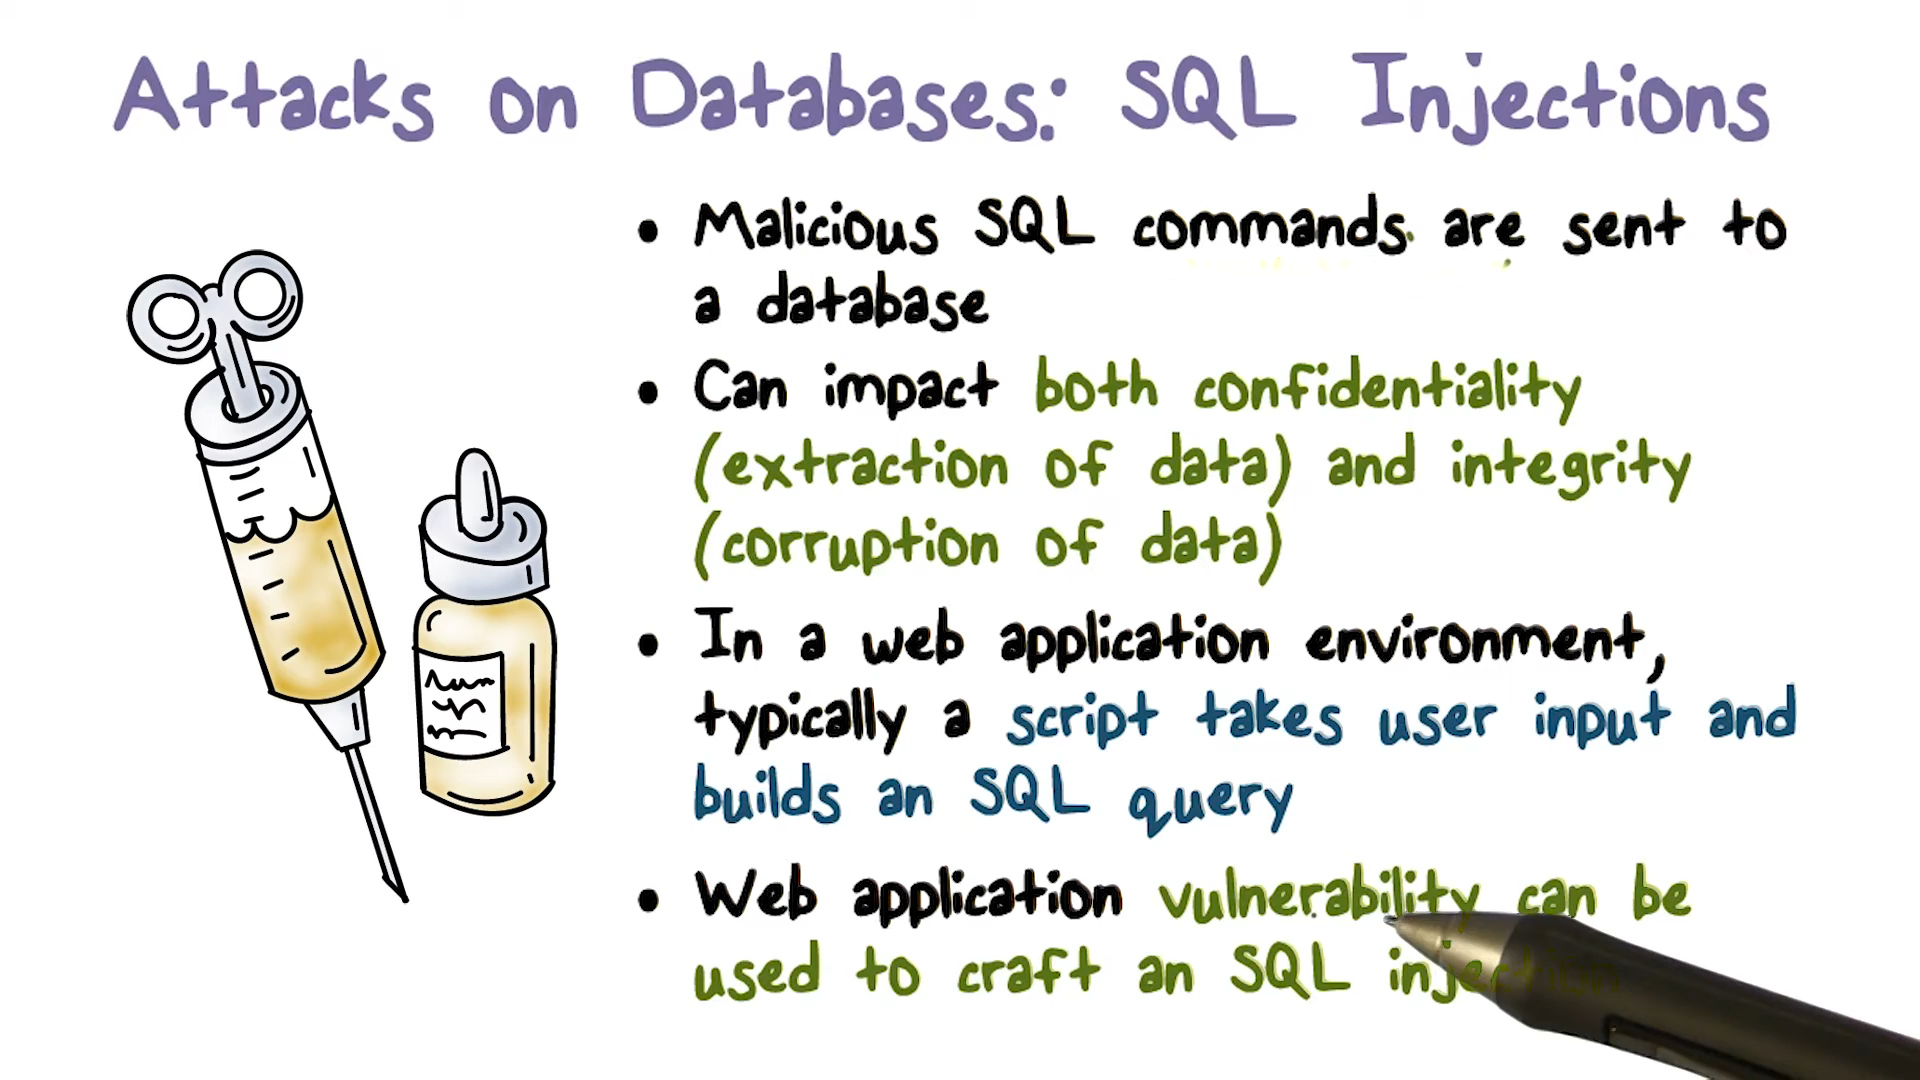 Attacks on Databases: SQL Injections
• Malicious SQL commands are sent to
a database
• Can impact both confidentiality
(extraction of data) and integrity
(corruption of data)
• In a web application environment,
typically a script takes user input and
builds an SQL query
• Web application vulnerability can be
used to craft an SQL injection